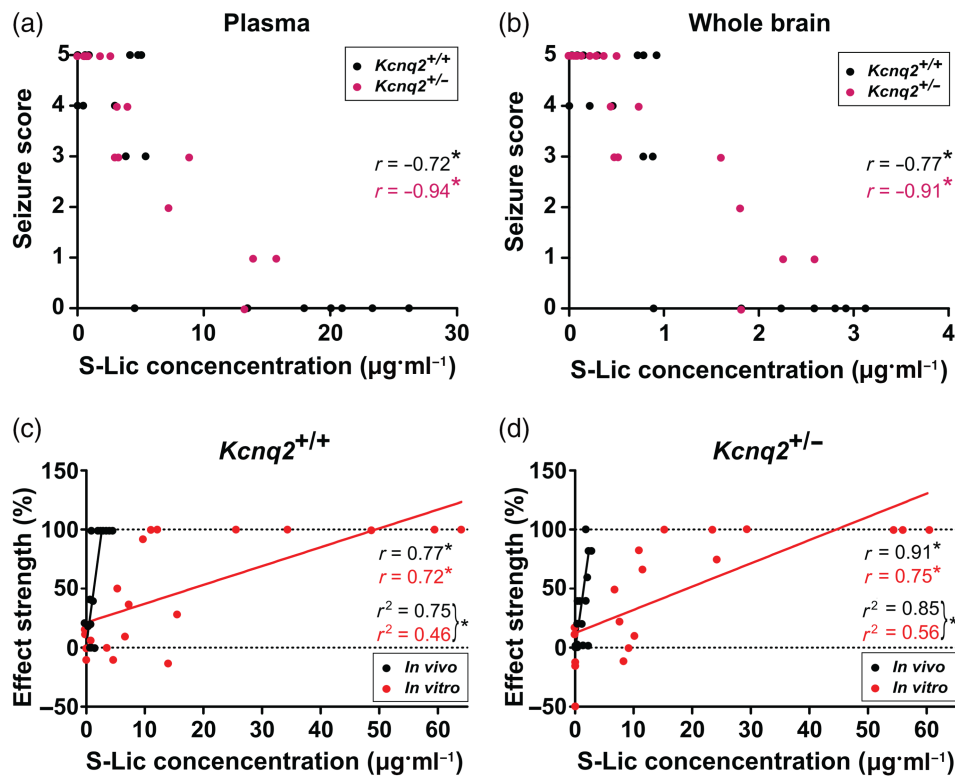 (a)
Plasma
Seizure score
5
4
3
2
1
0
Kcnq2+/+
Kcnq2+/–
r = –0.72*
r = –0.94*
0 10 20 30
S-Lic concencentration (µg·ml–1)
(b)
Whole brain
Seizure score
5
4
3
2
1
0
Kcnq2+/+
Kcnq2+/–
r = –0.77*
r = –0.91*
0 1 2 3 4
S-Lic concencentration (µg·ml–1)
(c)
Kcnq2+/+
Effect strength (%)
150
100
50
0
–50
r = 0.77*
r = 0.72*
r2 = 0.75
r2 = 0.46
}*
In vivo
In vitro
0 10 20 30 40 50 60
S-Lic concencentration (µg·ml–1)
(d)
Kcnq2+/–
Effect strength (%)
150
100
50
0
–50
r = 0.91*
r = 0.75*
r2 = 0.85
r2 = 0.56
}*
In vivo
In vitro
0 10 20 30 40 50 60
S-Lic concencentration (µg·ml–1)